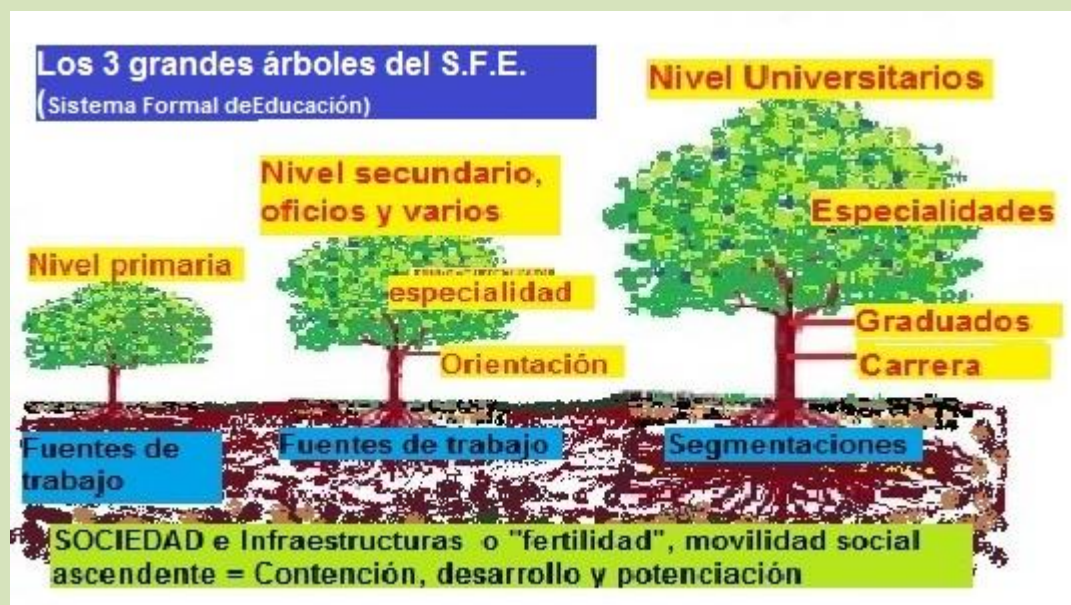 Los 3 grandes árboles del S.F.E.
(Sistema Formal deEducación)
Nivel Universitarios
Nivel secundario,
oficios y varios
Especialidades
Nivel primaria
especialidad
Graduados
Orientación
Carrera
Fuentes de
trabajo
Fuentes de trabajo
Segmentaciones
SOCIEDAD e Infraestructuras o "fertilidad", movilidad social
ascendente = Contención, desarrollo y potenciación